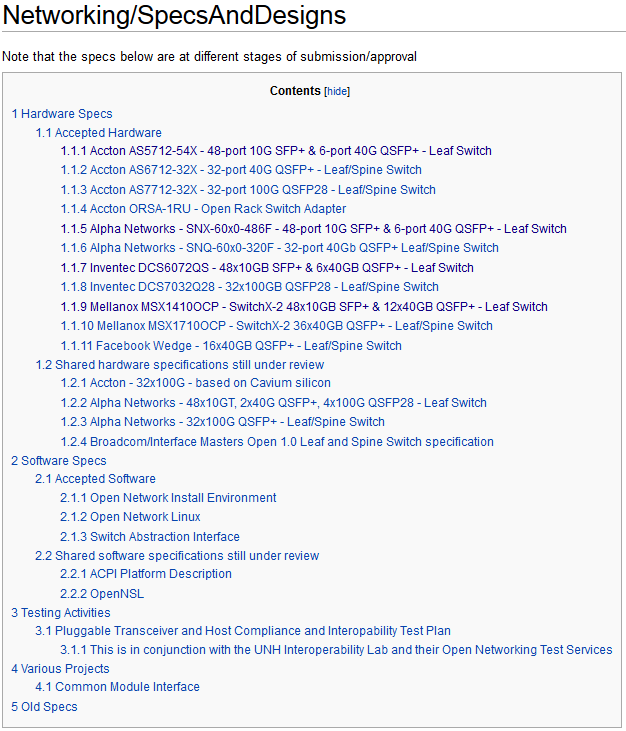 Networking/SpecsAndDesigns
Note that the specs below are at different stages of submission/approval
Contents [hide]
1 Hardware Specs
1.1 Accepted Hardware
1.1.1 Accton AS5712-54X - 48-port 10G SFP+ & 6-port 40G QSFP+ - Leaf Switch
1.1.2 Accton AS6712-32X - 32-port 40G QSFP+ - Leaf/Spine Switch
1.1.3 Accton AS7712-32X - 32-port 100G QSFP28 - Leaf/Spine Switch
1.1.4 Accton ORSA-1RU - Open Rack Switch Adapter
1.1.5 Alpha Networks - SNX-60x0-486F - 48-port 10G SFP+ & 6-port 40G QSFP+ - Leaf Switch
1.1.6 Alpha Networks - SNQ-60x0-320F - 32-port 40Gb QSFP+ Leaf/Spine Switch
1.1.7 Inventec DCS6072QS - 48x10GB SFP+ & 6x40GB QSFP+ - Leaf Switch
1.1.8 Inventec DCS7032Q28 - 32x100GB QSFP28 - Leaf/Spine Switch
1.1.9 Mellanox MSX1410OCP - SwitchX-2 48x10GB SFP+ & 12x40GB QSFP+ - Leaf Switch
1.1.10 Mellanox MSX1710OCP - SwitchX-2 36x40GB QSFP+ - Leaf/Spine Switch
1.1.11 Facebook Wedge - 16x40GB QSFP+ - Leaf/Spine Switch
1.2 Shared hardware specifications still under review
1.2.1 Accton - 32x100G - based on Cavium silicon
1.2.2 Alpha Networks - 48x10GT, 2x40G QSFP+, 4x100G QSFP28 - Leaf Switch
1.2.3 Alpha Networks - 32x100G QSFP+ - Leaf/Spine Switch
1.2.4 Broadcom/Interface Masters Open 1.0 Leaf and Spine Switch specification
2 Software Specs
2.1 Accepted Software
2.1.1 Open Network Install Environment
2.1.2 Open Network Linux
2.1.3 Switch Abstraction Interface
2.2 Shared software specifications still under review
2.2.1 ACPI Platform Description
2.2.2 OpenNSL
3 Testing Activities
3.1 Pluggable Transceiver and Host Compliance and Interopability Test Plan
3.1.1 This is in conjunction with the UNH Interoperability Lab and their Open Networking Test Services
4 Various Projects
4.1 Common Module Interface
5 Old Specs